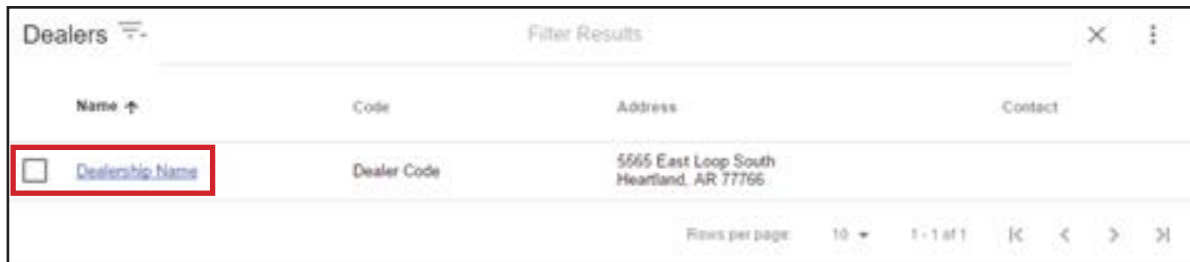 Dealers Filter Results
Name Code Address Contact
Dealership Name Dealer Code 5565 East Loop South
Heartland, AR 77766
Rows per page: 10 1 - 1 of 1